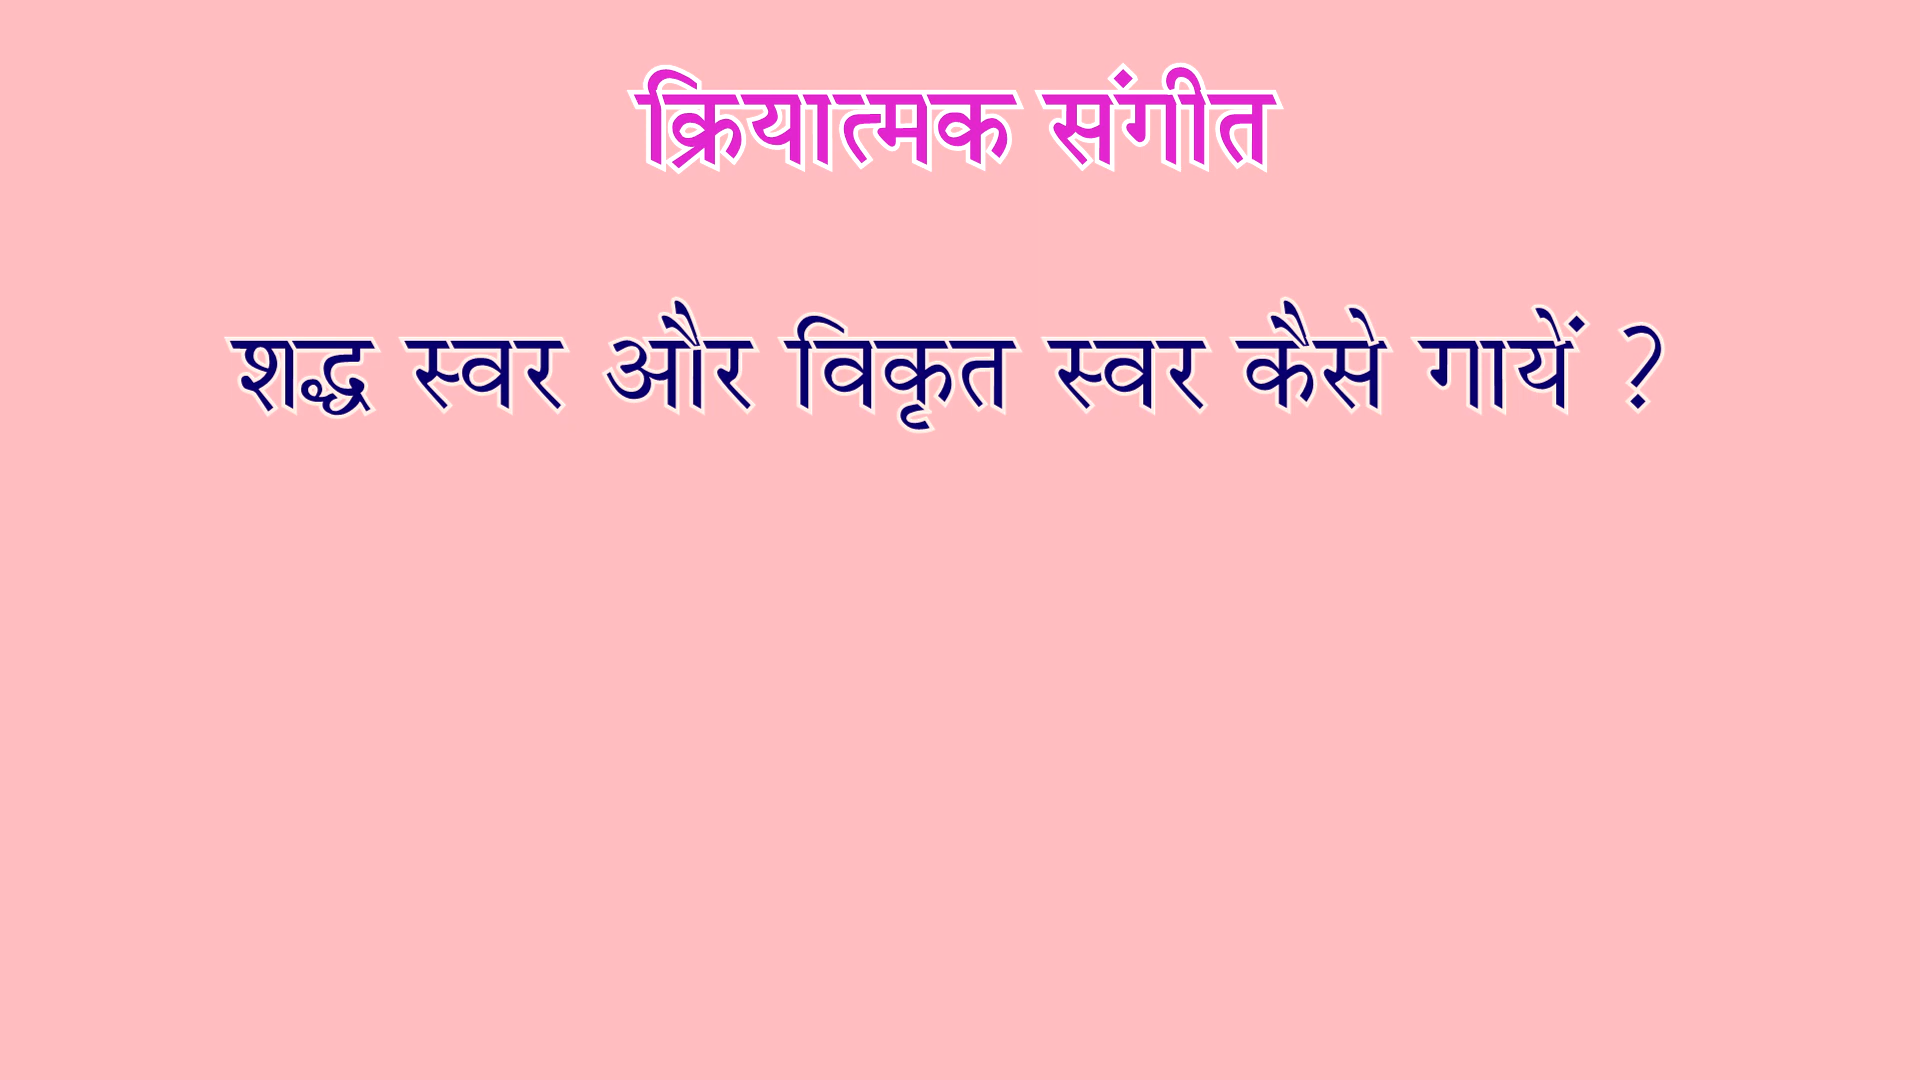 क्रियात्मक संगीत
शद्ध स्वर और विकृत स्वर कैसे गायें ?